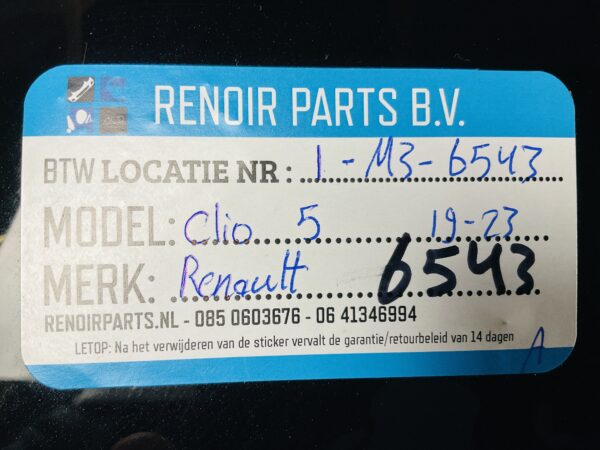 RENOIR PARTS B.V.
BTW LOCATIE NR : 1-M3-6543
MODEL: Clio 5 19-23
MERK: Renault 6543
RENOIRPARTS.NL - 085 0603676 - 06 41346994
LETOP: Na het verwijderen van de sticker vervalt de garantie/retourbeleid van 14 dagen
A